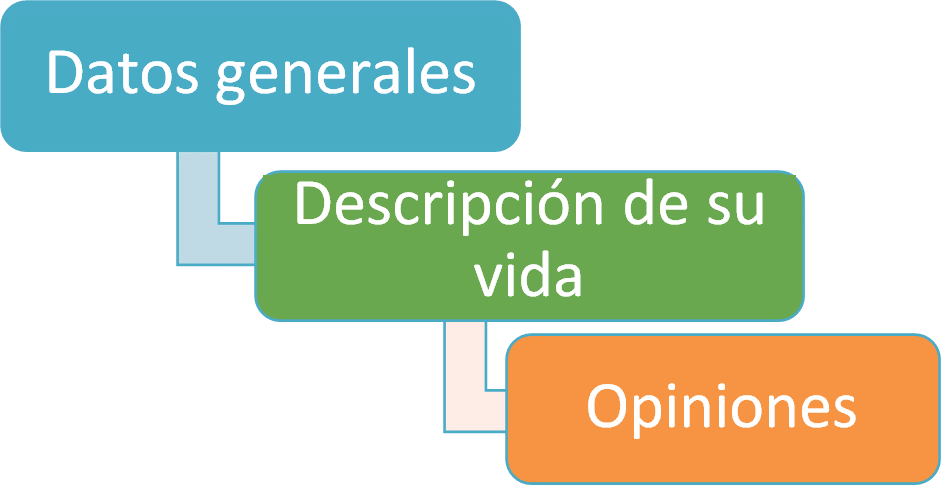 Datos generales
Descripción de su
vida
Opiniones